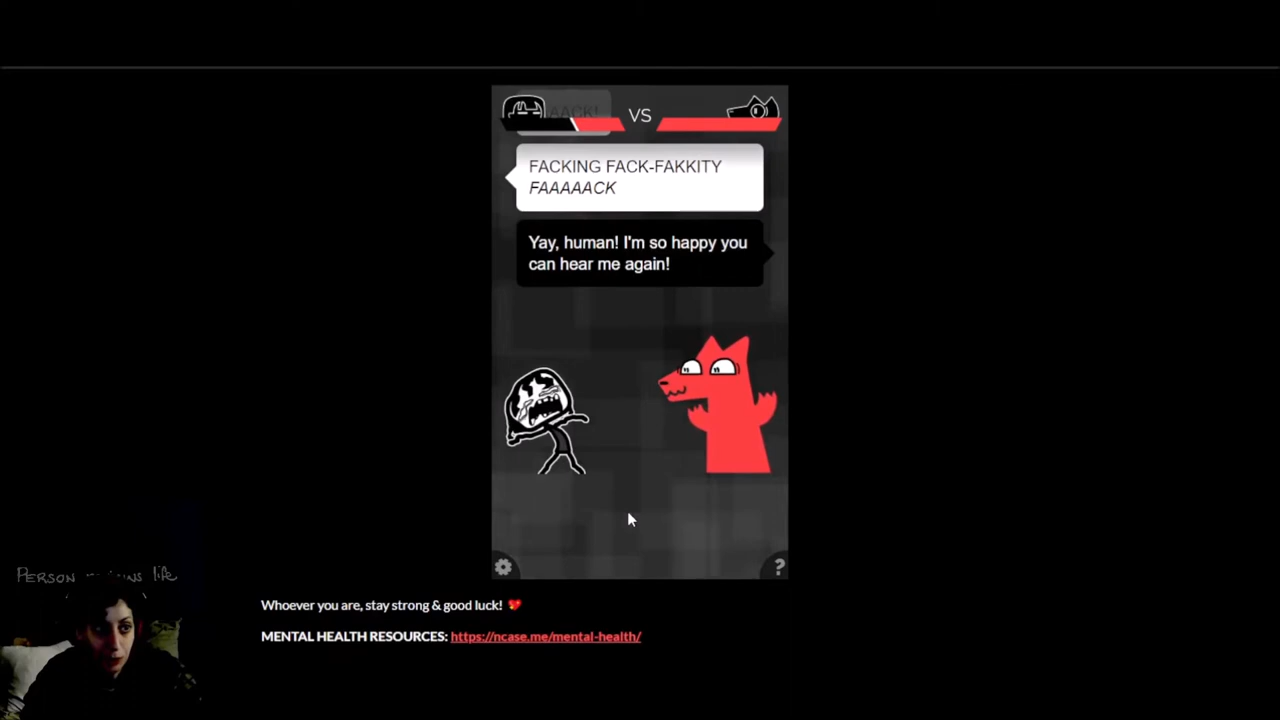 AACK!
VS
FACKING FACK-FAKKITY
FAAAAACK
Yay, human! I'm so happy you
can hear me again!
?
PERSON life
Whoever you are, stay strong & good luck!
MENTAL HEALTH RESOURCES: https://ncase.me/mental-health/